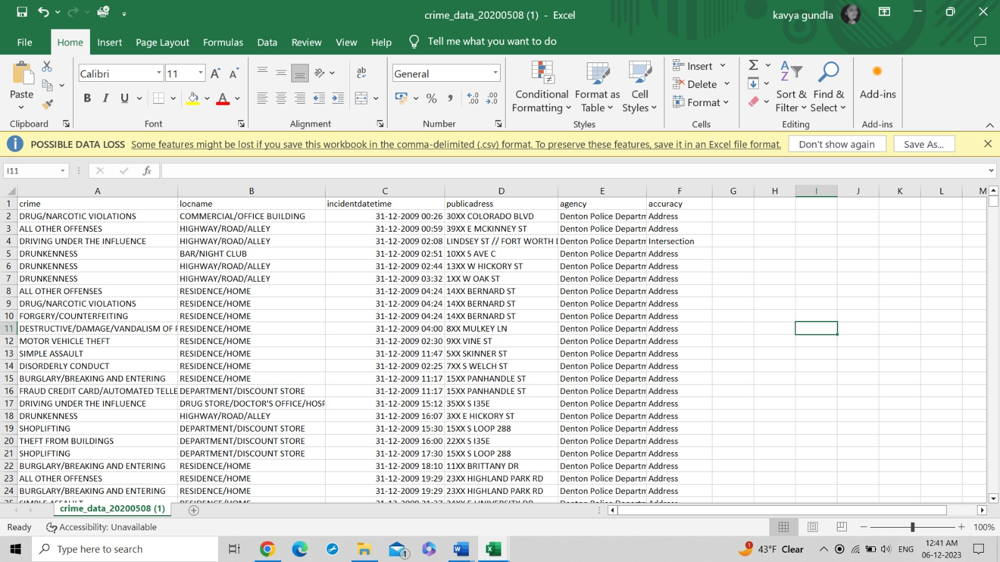 crime_data_20200508 (1) - Excel
kavya gundla
File Home Insert Page Layout Formulas Data Review View Help Tell me what you want to do
Calibri 11
General
Paste
B I U
ab
Conditional Formatting
Format as Table
Cell Styles
Insert
Delete
Format
Sort & Filter
Find & Select
Add-ins
Clipboard Font Alignment Number Styles Cells Editing Add-ins
POSSIBLE DATA LOSS Some features might be lost if you save this workbook in the comma-delimited (.csv) format. To preserve these features, save it in an Excel file format. Don't show again Save As...
I11 fx
A B C D E F G H I J K L M
1 crime locname incidentdatetime publicadress agency accuracy
2 DRUG/NARCOTIC VIOLATIONS COMMERCIAL/OFFICE BUILDING 31-12-2009 00:26 30XX COLORADO BLVD Denton Police Departm Address
3 ALL OTHER OFFENSES HIGHWAY/ROAD/ALLEY 31-12-2009 00:59 39XX E MCKINNEY ST Denton Police Departm Address
4 DRIVING UNDER THE INFLUENCE HIGHWAY/ROAD/ALLEY 31-12-2009 02:08 LINDSEY ST // FORT WORTH Denton Police Departm Intersection
5 DRUNKENNESS BAR/NIGHT CLUB 31-12-2009 02:51 10XX S AVE C Denton Police Departm Address
6 DRUNKENNESS HIGHWAY/ROAD/ALLEY 31-12-2009 02:44 13XX W HICKORY ST Denton Police Departm Address
7 DRUNKENNESS HIGHWAY/ROAD/ALLEY 31-12-2009 03:32 1XX W OAK ST Denton Police Departm Address
8 ALL OTHER OFFENSES RESIDENCE/HOME 31-12-2009 04:24 14XX BERNARD ST Denton Police Departm Address
9 DRUG/NARCOTIC VIOLATIONS RESIDENCE/HOME 31-12-2009 04:24 14XX BERNARD ST Denton Police Departm Address
10 FORGERY/COUNTERFEITING RESIDENCE/HOME 31-12-2009 04:24 14XX BERNARD ST Denton Police Departm Address
11 DESTRUCTIVE/DAMAGE/VANDALISM OF RESIDENCE/HOME 31-12-2009 04:00 8XX MULKEY LN Denton Police Departm Address
12 MOTOR VEHICLE THEFT RESIDENCE/HOME 31-12-2009 02:30 9XX VINE ST Denton Police Departm Address
13 SIMPLE ASSAULT RESIDENCE/HOME 31-12-2009 11:47 5XX SKINNER ST Denton Police Departm Address
14 DISORDERLY CONDUCT RESIDENCE/HOME 31-12-2009 02:25 7XX S WELCH ST Denton Police Departm Address
15 BURGLARY/BREAKING AND ENTERING RESIDENCE/HOME 31-12-2009 11:17 15XX PANHANDLE ST Denton Police Departm Address
16 FRAUD CREDIT CARD/AUTOMATED TELLE DEPARTMENT/DISCOUNT STORE 31-12-2009 11:17 15XX PANHANDLE ST Denton Police Departm Address
17 DRIVING UNDER THE INFLUENCE DRUG STORE/DOCTOR'S OFFICE/HOSP 31-12-2009 15:12 35XX S I35E Denton Police Departm Address
18 DRUNKENNESS HIGHWAY/ROAD/ALLEY 31-12-2009 16:07 3XX E HICKORY ST Denton Police Departm Address
19 SHOPLIFTING DEPARTMENT/DISCOUNT STORE 31-12-2009 15:30 15XX S LOOP 288 Denton Police Departm Address
20 THEFT FROM BUILDINGS DEPARTMENT/DISCOUNT STORE 31-12-2009 16:00 22XX S I35E Denton Police Departm Address
21 SHOPLIFTING DEPARTMENT/DISCOUNT STORE 31-12-2009 17:30 15XX S LOOP 288 Denton Police Departm Address
22 BURGLARY/BREAKING AND ENTERING RESIDENCE/HOME 31-12-2009 18:10 11XX BRITTANY DR Denton Police Departm Address
23 ALL OTHER OFFENSES RESIDENCE/HOME 31-12-2009 19:29 23XX HIGHLAND PARK RD Denton Police Departm Address
24 BURGLARY/BREAKING AND ENTERING RESIDENCE/HOME 31-12-2009 19:29 23XX HIGHLAND PARK RD Denton Police Departm Address
crime_data_20200508 (1)
Ready Accessibility: Unavailable 100%
Type here to search 1 1 43°F Clear ENG 12:41 AM
06-12-2023